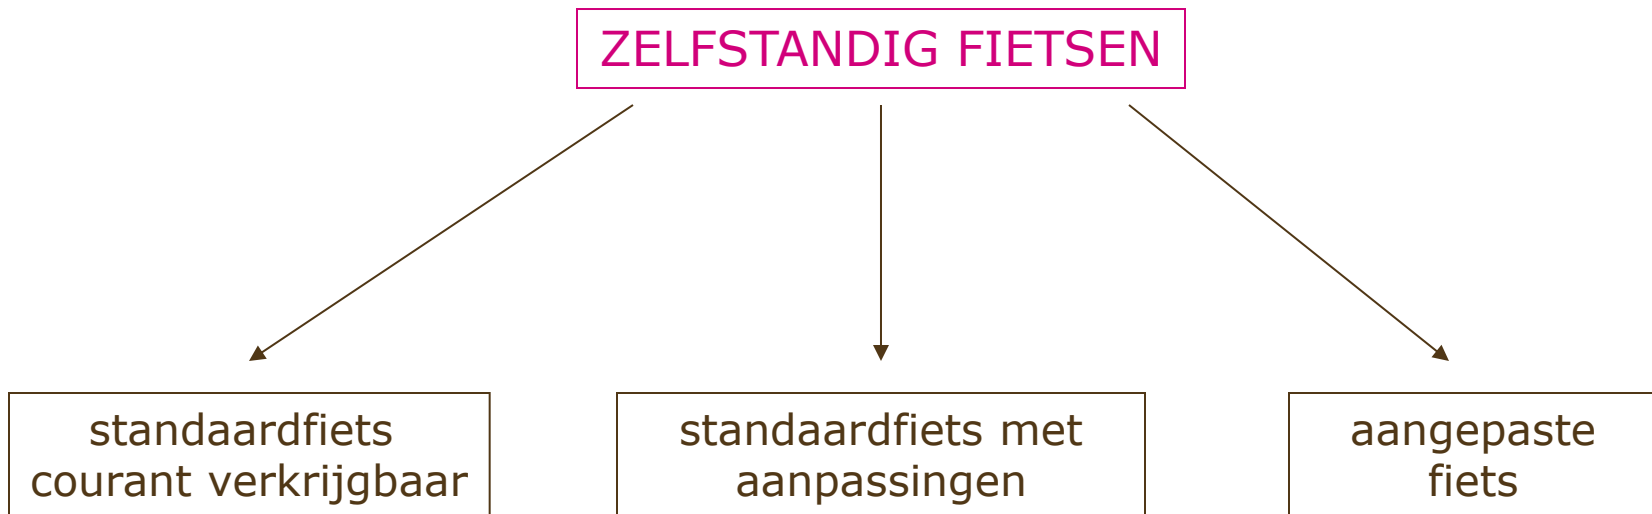 ZELFSTANDIG FIETSEN
standaardfiets
courant verkrijgbaar
standaardfiets met
aanpassingen
aangepaste
fiets